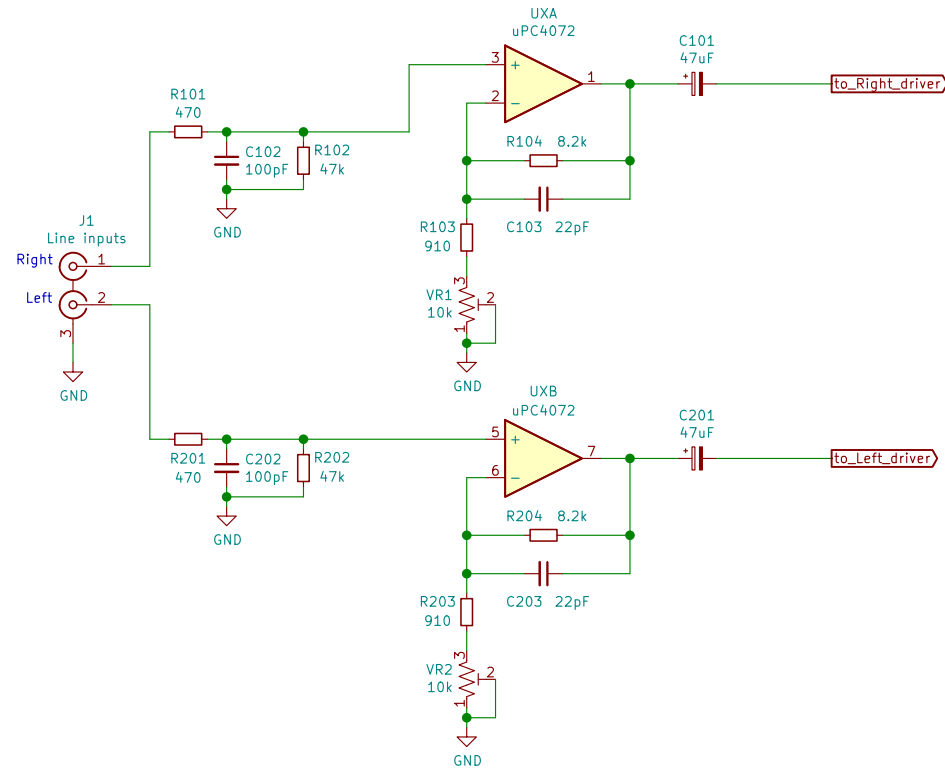 UXA
uPC4072
3
+
2
−
1
C101
47uF
+
to_Right_driver
R101
470
C102
100pF
R102
47k
GND
R104 8.2k
C103 22pF
R103
910
VR1
10k
3
2
1
GND
J1
Line inputs
Right
1
Left
2
3
GND
UXB
uPC4072
5
+
6
−
7
C201
47uF
+
to_Left_driver
R201
470
C202
100pF
R202
47k
GND
R204 8.2k
C203 22pF
R203
910
VR2
10k
3
2
1
GND